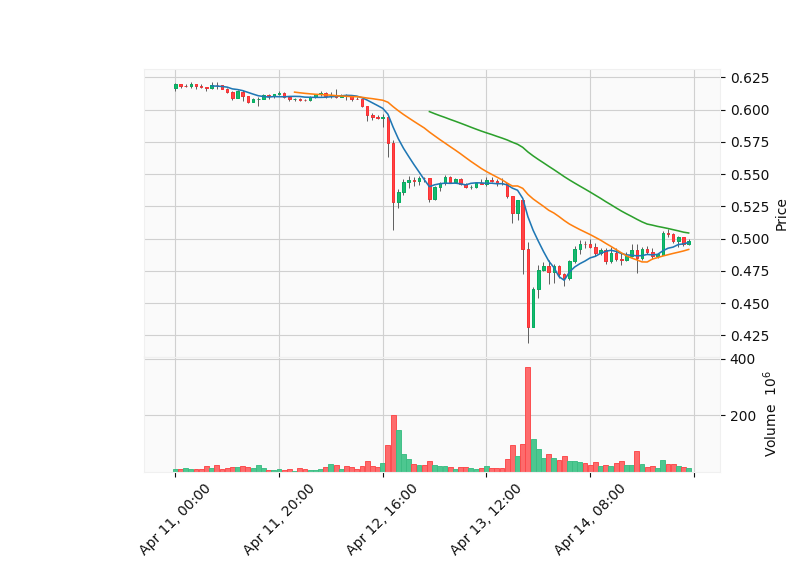 0.625
0.600
0.575
0.550
0.525
0.500
0.475
0.450
0.425
Price
400
200
Volume 10^6
Apr 11, 00:00
Apr 11, 20:00
Apr 12, 16:00
Apr 13, 12:00
Apr 14, 08:00